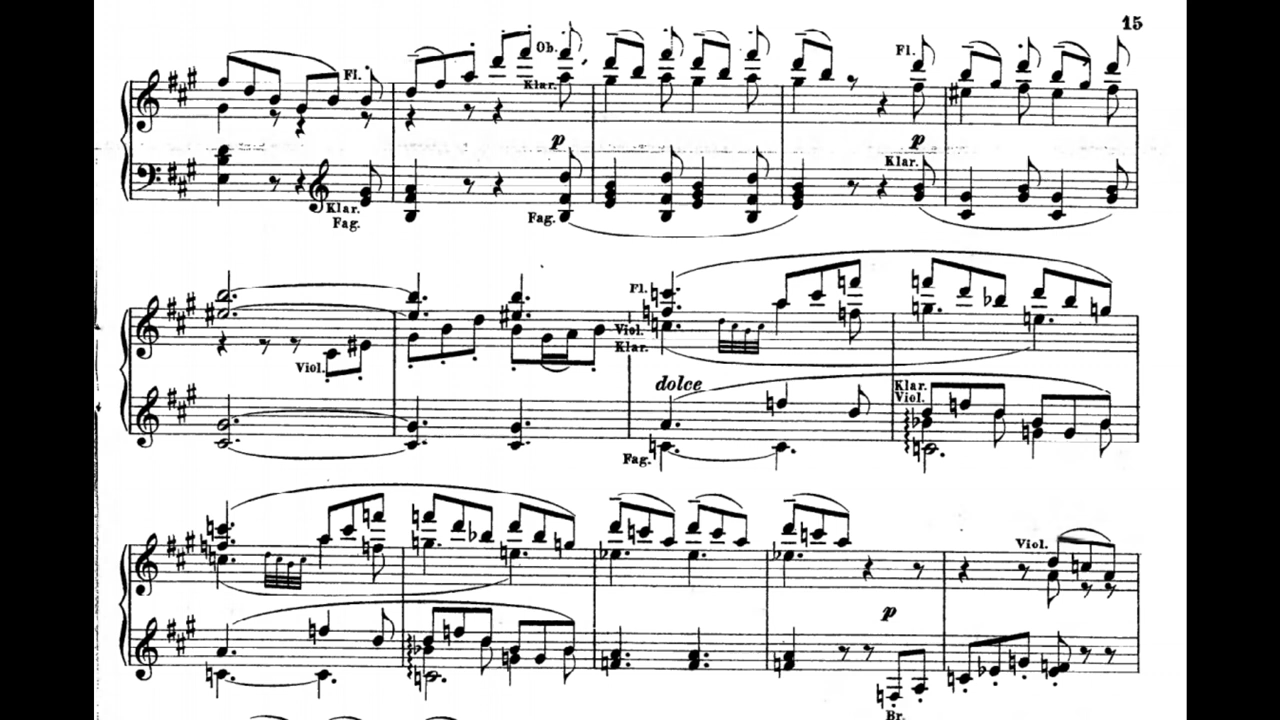 15
Fl. Ob. Fl.
Klar.
p p
Klar.
Klar. Fag.
Fag.
Fl.
Viol.
Viol. Klar.
dolce Klar.
Viol.
Fag.
Viol.
p
Br.